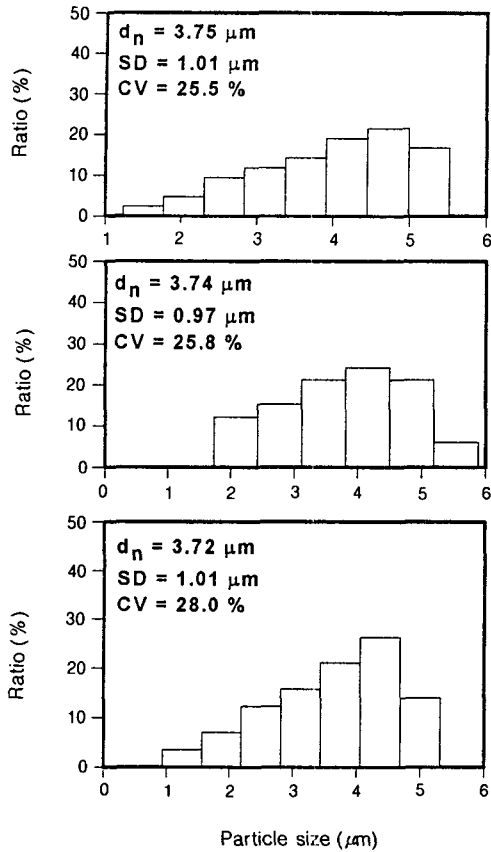 50
40
30
20
10
0
Ratio (%)
d_n = 3.75 μm
SD = 1.01 μm
CV = 25.5 %
1 2 3 4 5 6
50
40
30
20
10
0
Ratio (%)
d_n = 3.74 μm
SD = 0.97 μm
CV = 25.8 %
0 1 2 3 4 5 6
50
40
30
20
10
0
Ratio (%)
d_n = 3.72 μm
SD = 1.01 μm
CV = 28.0 %
0 1 2 3 4 5 6
Particle size (μm)